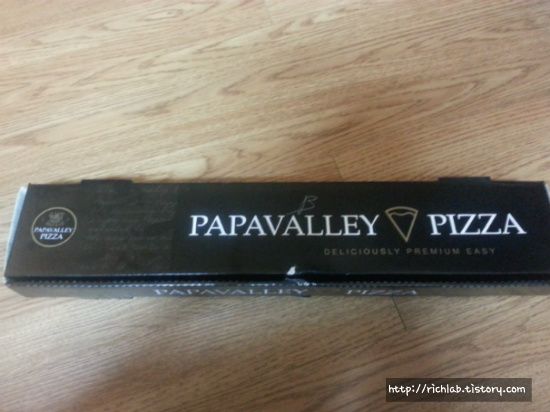 B
PAPAVALLEY PIZZA
DELICIOUSLY PREMIUM EASY
PAPAVALLEY
PIZZA
PAPAVALLEY PIZZA
http://richlab.tistory.com